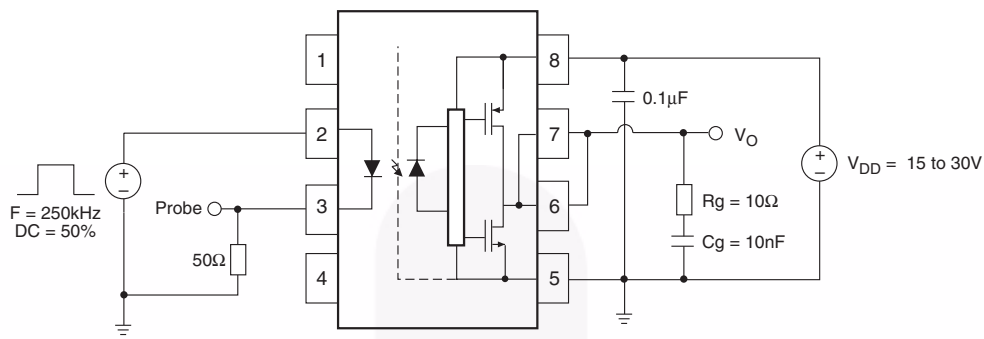 1
8
0.1μF
2
7
V_O
+
−
F = 250kHz
DC = 50%
Probe
3
6
Rg = 10Ω
Cg = 10nF
+
−
V_DD = 15 to 30V
50Ω
4
5